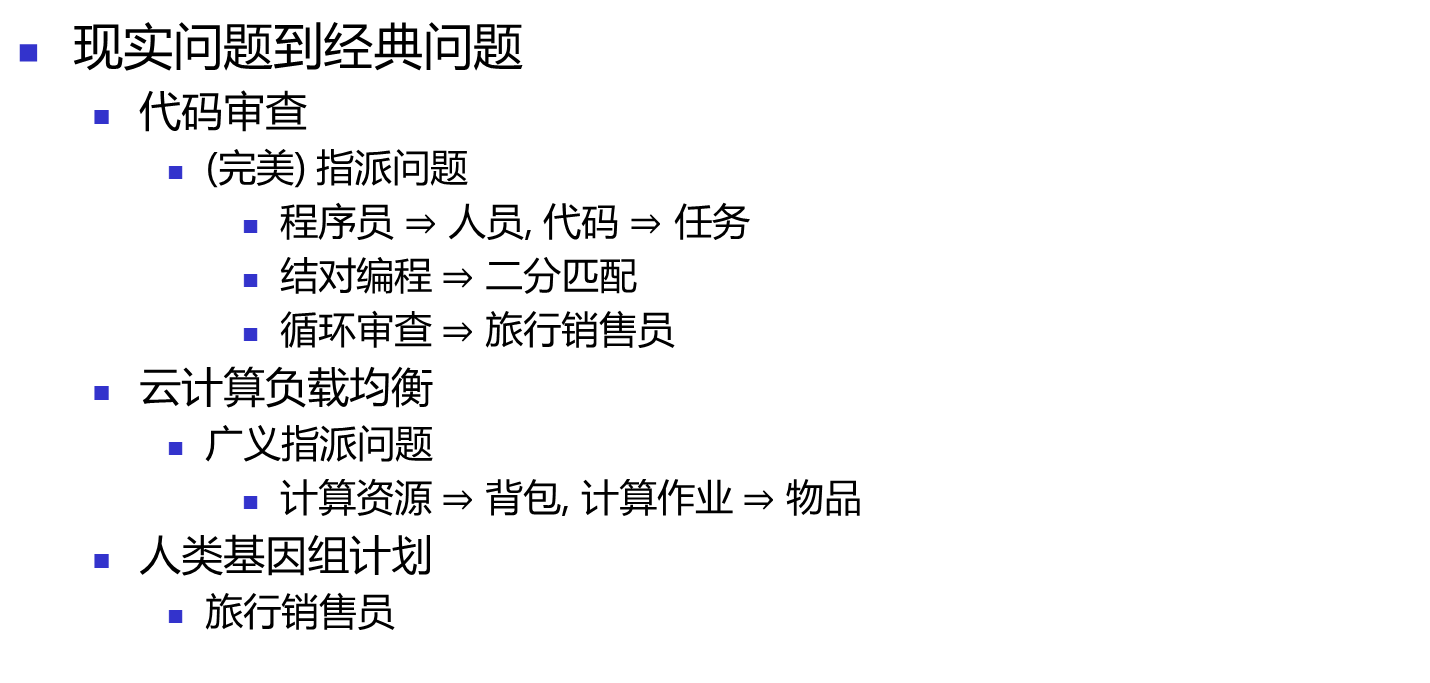 现实问题到经典问题
代码审查
(完美) 指派问题
程序员 ⇒ 人员, 代码 ⇒ 任务
结对编程 ⇒ 二分匹配
循环审查 ⇒ 旅行销售员
云计算负载均衡
广义指派问题
计算资源 ⇒ 背包, 计算作业 ⇒ 物品
人类基因组计划
旅行销售员